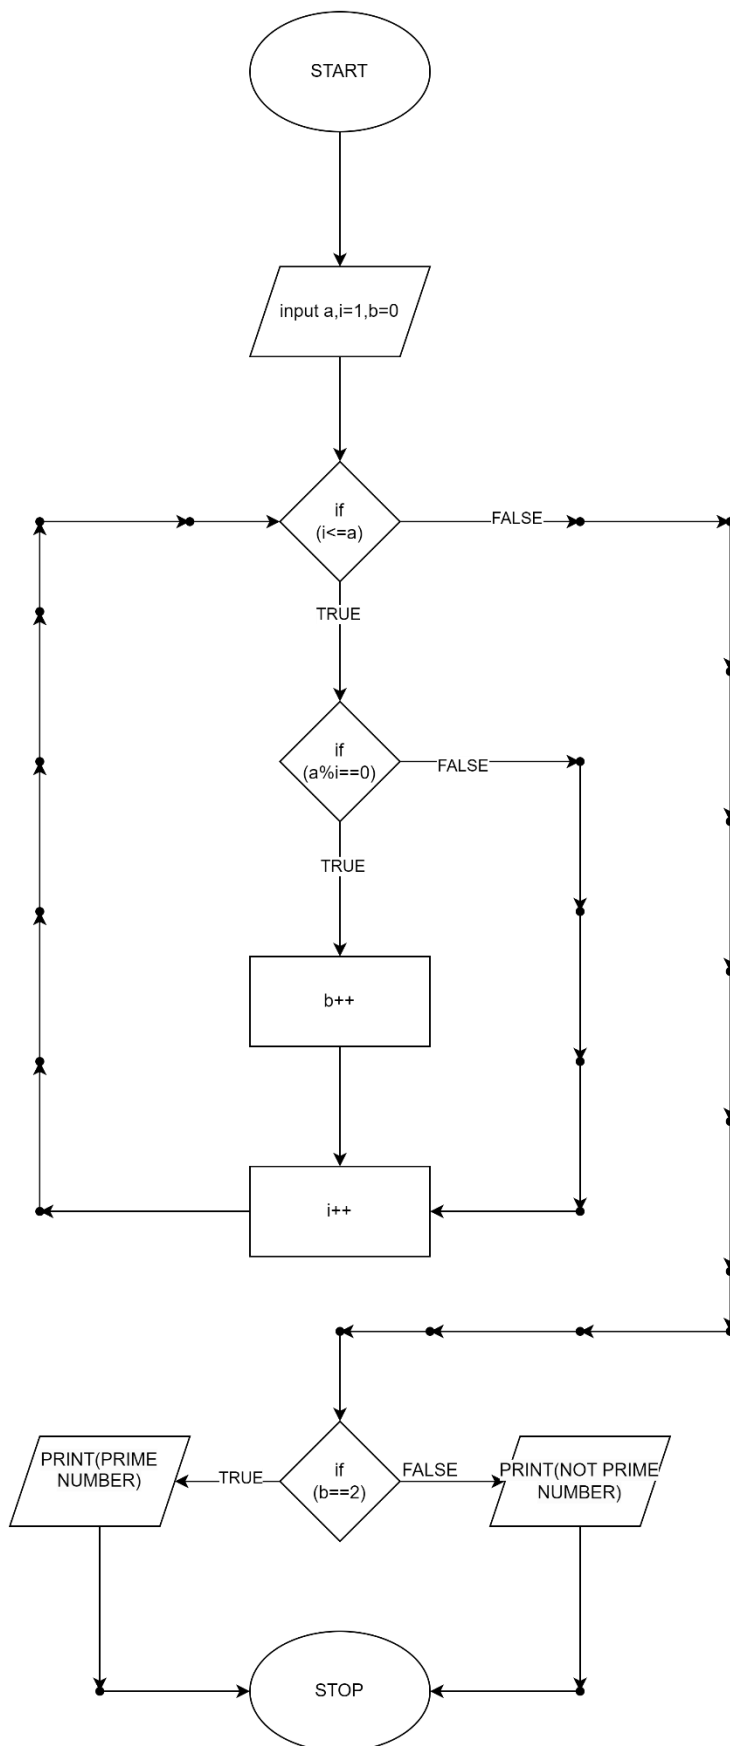 START
input a,i=1,b=0
if
(i<=a)
FALSE
TRUE
if
(a%i==0)
FALSE
TRUE
b++
i++
PRINT(PRIME
NUMBER)
TRUE
if
(b==2)
FALSE
PRINT(NOT PRIME
NUMBER)
STOP